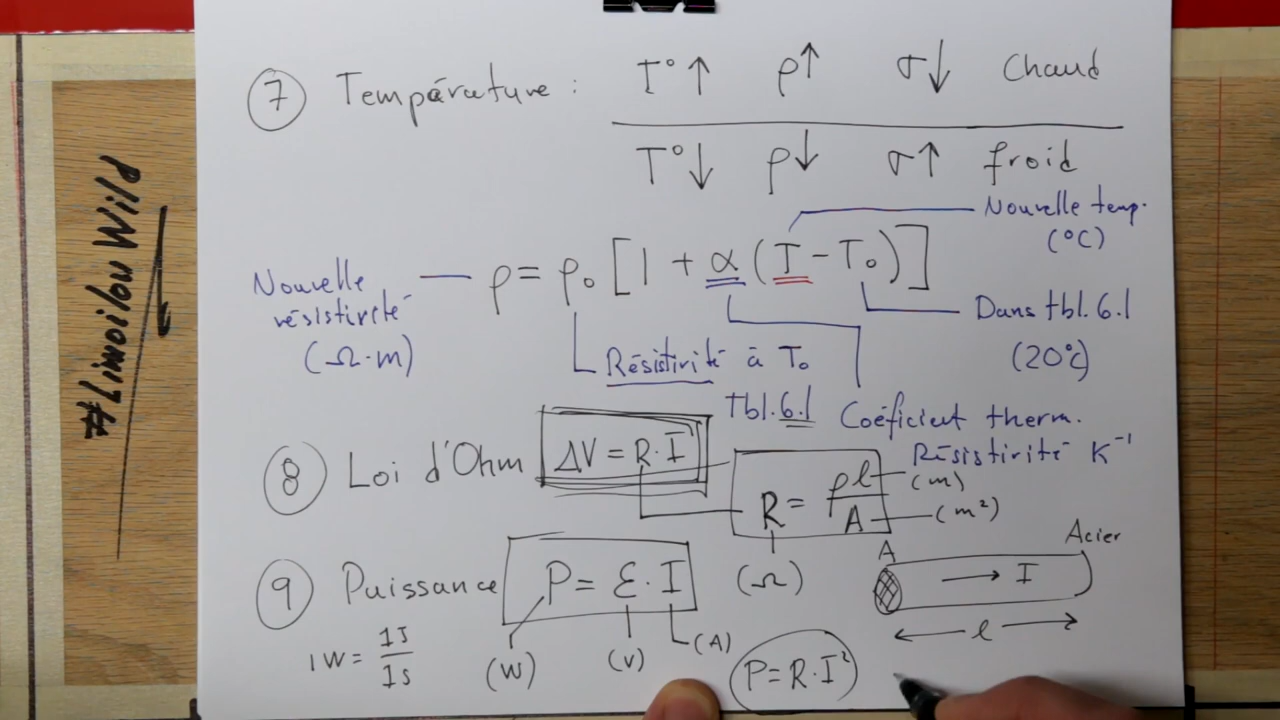 #Limoilou Wild
7 Température : T° ↑ ρ↑ σ↓ Chaud
T°↓ ρ↓ σ↑ froid
Nouvelle temp.
(°C)
ρ = ρ₀ [1 + α (T - T₀)]
Nouvelle
résistivité
(Ω·m)
Dans tbl.6.1
(20°C)
Résistivité à T₀
Tbl.6.1
Coéficient therm.
Résistivité K⁻¹
8 Loi d'Ohm ΔV = R·I
R = ρl/A
(m)
(m²)
(Ω)
Acier
A
→ I
← l →
9 Puissance P = Ɛ·I
(W) (V) (A)
1W = 1J/1s
P = R·I²